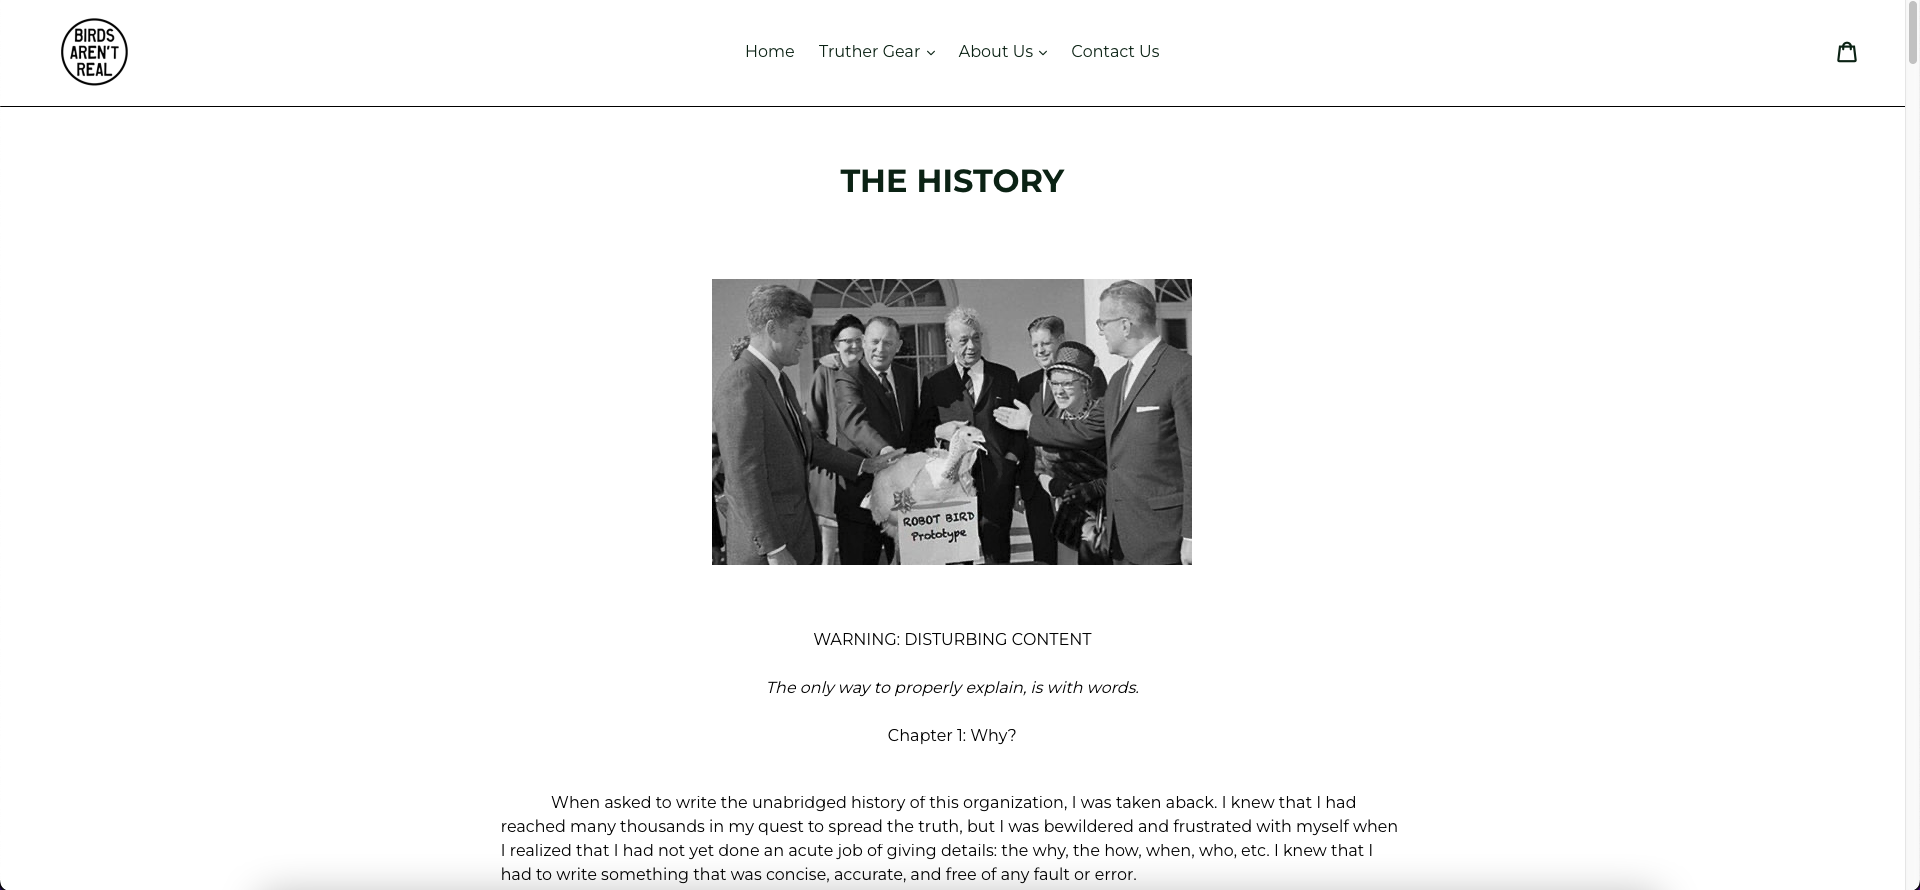 BIRDS
AREN'T
REAL
Home Truther Gear About Us Contact Us
THE HISTORY
ROBOT BIRD
Prototype
WARNING: DISTURBING CONTENT
The only way to properly explain, is with words.
Chapter 1: Why?
When asked to write the unabridged history of this organization, I was taken aback. I knew that I had
reached many thousands in my quest to spread the truth, but I was bewildered and frustrated with myself when
I realized that I had not yet done an acute job of giving details: the why, the how, when, who, etc. I knew that I
had to write something that was concise, accurate, and free of any fault or error.